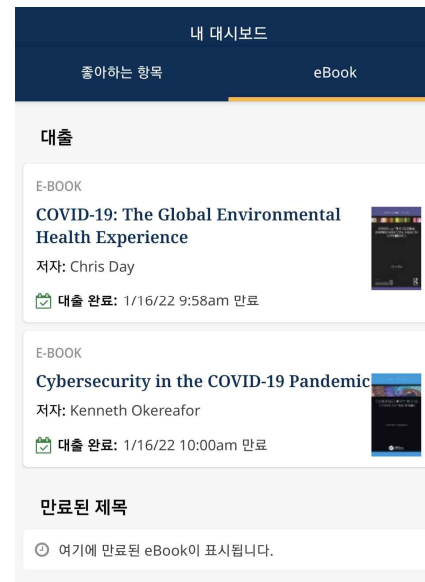 내 대시보드
좋아하는 항목
eBook
대출
E-BOOK
COVID-19: The Global Environmental
Health Experience
저자: Chris Day
대출 완료: 1/16/22 9:58am 만료
E-BOOK
Cybersecurity in the COVID-19 Pandemic
저자: Kenneth Okereafor
대출 완료: 1/16/22 10:00am 만료
만료된 제목
여기에 만료된 eBook이 표시됩니다.